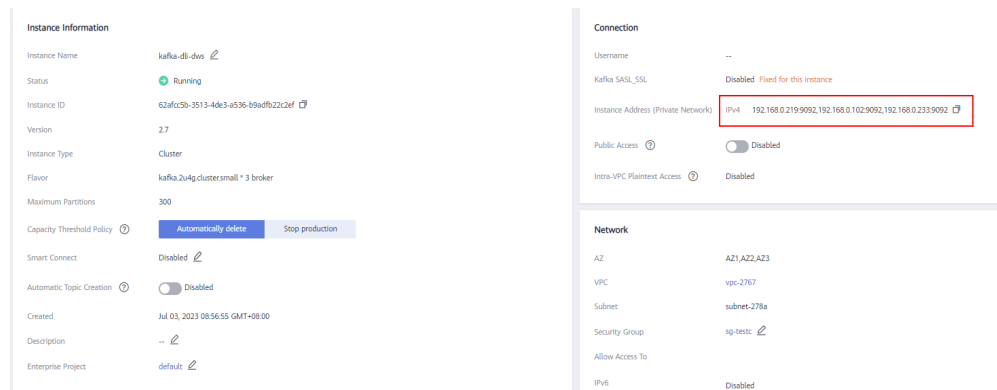 Instance Information
Instance Name kafka-dli-dws
Status Running
Instance ID 62afcc5b-3513-4de3-a536-b9adfb22c2ef
Version 2.7
Instance Type Cluster
Flavor kafka.2u4g.cluster.small * 3 broker
Maximum Partitions 300
Capacity Threshold Policy Automatically delete Stop production
Smart Connect Disabled
Automatic Topic Creation Disabled
Created Jul 03, 2023 08:56:55 GMT+08:00
Description --
Enterprise Project default
Connection
Username --
Kafka SASL_SSL Disabled Fixed for this instance
Instance Address (Private Network) IPv4 192.168.0.219:9092,192.168.0.102:9092,192.168.0.233:9092
Public Access Disabled
Intra-VPC Plaintext Access Disabled
Network
AZ AZ1,AZ2,AZ3
VPC vpc-2767
Subnet subnet-278a
Security Group sg-testc
Allow Access To
IPv6 Disabled